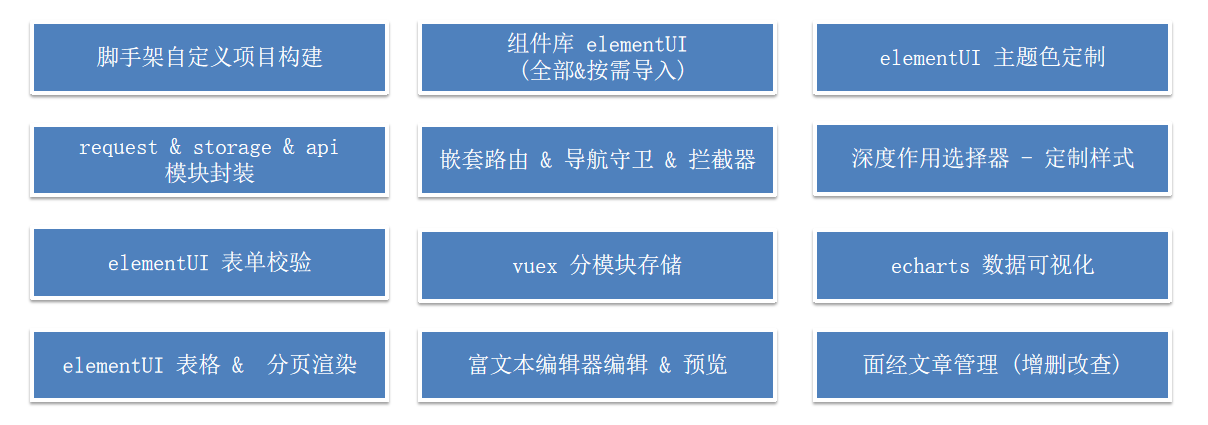 脚手架自定义项目构建
组件库 elementUI
(全部&按需导入)
elementUI 主题色定制
request & storage & api
模块封装
嵌套路由 & 导航守卫 & 拦截器
深度作用选择器 - 定制样式
elementUI 表单校验
vuex 分模块存储
echarts 数据可视化
elementUI 表格 & 分页渲染
富文本编辑器编辑 & 预览
面经文章管理 (增删改查)